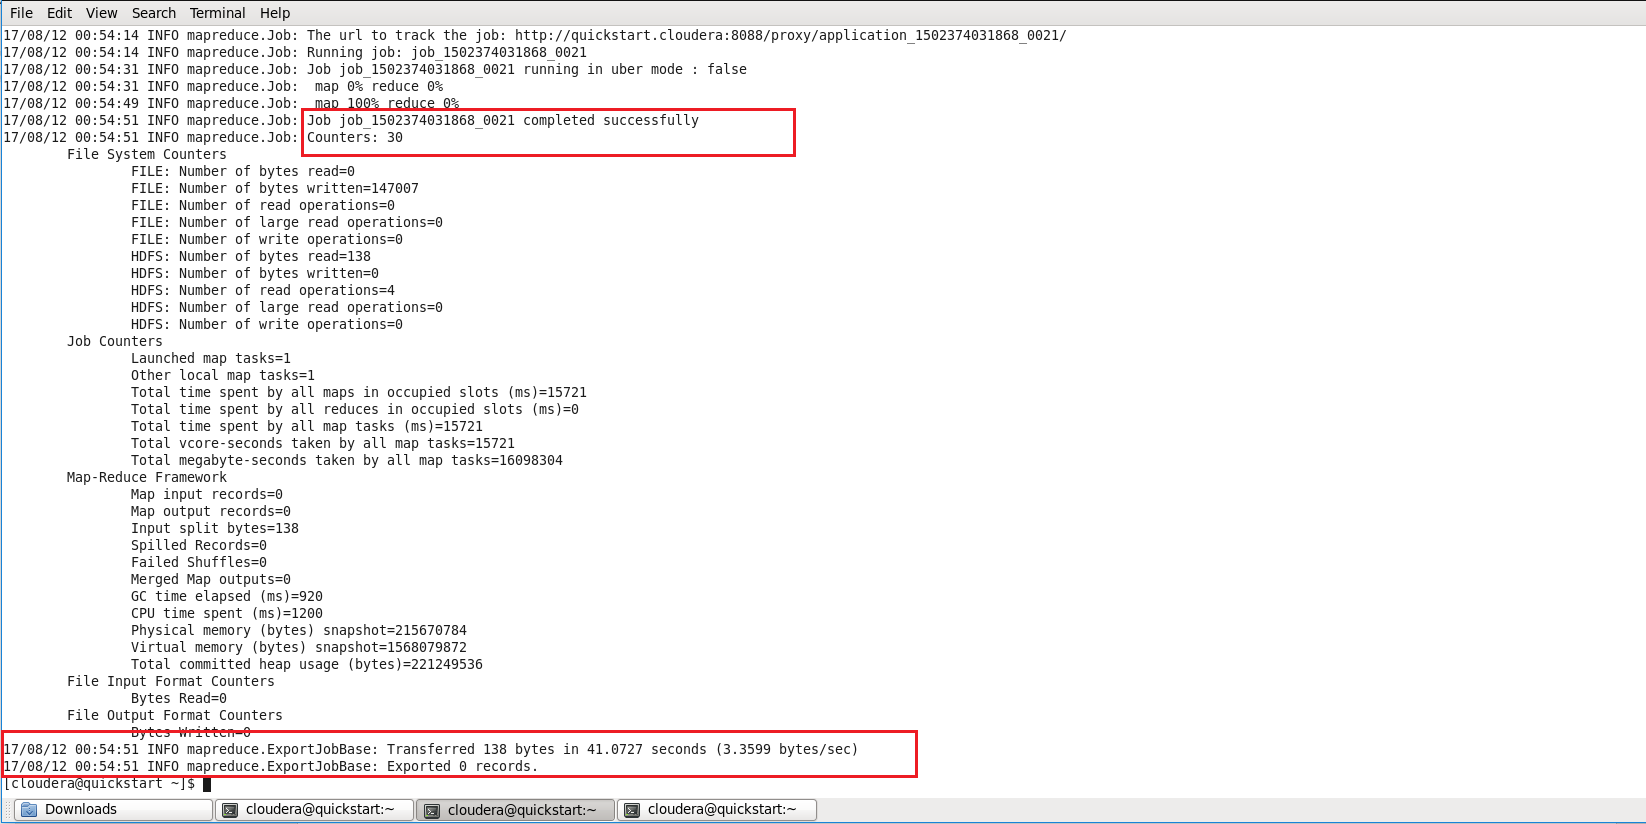 File Edit View Search Terminal Help
17/08/12 00:54:14 INFO mapreduce.Job: The url to track the job: http://quickstart.cloudera:8088/proxy/application_1502374031868_0021/
17/08/12 00:54:14 INFO mapreduce.Job: Running job: job_1502374031868_0021
17/08/12 00:54:31 INFO mapreduce.Job: Job job_1502374031868_0021 running in uber mode : false
17/08/12 00:54:31 INFO mapreduce.Job:  map 0% reduce 0%
17/08/12 00:54:49 INFO mapreduce.Job:  map 100% reduce 0%
17/08/12 00:54:51 INFO mapreduce.Job: Job job_1502374031868_0021 completed successfully
17/08/12 00:54:51 INFO mapreduce.Job: Counters: 30
File System Counters
FILE: Number of bytes read=0
FILE: Number of bytes written=147007
FILE: Number of read operations=0
FILE: Number of large read operations=0
FILE: Number of write operations=0
HDFS: Number of bytes read=138
HDFS: Number of bytes written=0
HDFS: Number of read operations=4
HDFS: Number of large read operations=0
HDFS: Number of write operations=0
Job Counters
Launched map tasks=1
Other local map tasks=1
Total time spent by all maps in occupied slots (ms)=15721
Total time spent by all reduces in occupied slots (ms)=0
Total time spent by all map tasks (ms)=15721
Total vcore-seconds taken by all map tasks=15721
Total megabyte-seconds taken by all map tasks=16098304
Map-Reduce Framework
Map input records=0
Map output records=0
Input split bytes=138
Spilled Records=0
Failed Shuffles=0
Merged Map outputs=0
GC time elapsed (ms)=920
CPU time spent (ms)=1200
Physical memory (bytes) snapshot=215670784
Virtual memory (bytes) snapshot=1568079872
Total committed heap usage (bytes)=221249536
File Input Format Counters
Bytes Read=0
File Output Format Counters
Bytes Written=0
17/08/12 00:54:51 INFO mapreduce.ExportJobBase: Transferred 138 bytes in 41.0727 seconds (3.3599 bytes/sec)
17/08/12 00:54:51 INFO mapreduce.ExportJobBase: Exported 0 records.
[cloudera@quickstart ~]$
Downloads cloudera@quickstart:~ cloudera@quickstart:~ cloudera@quickstart:~